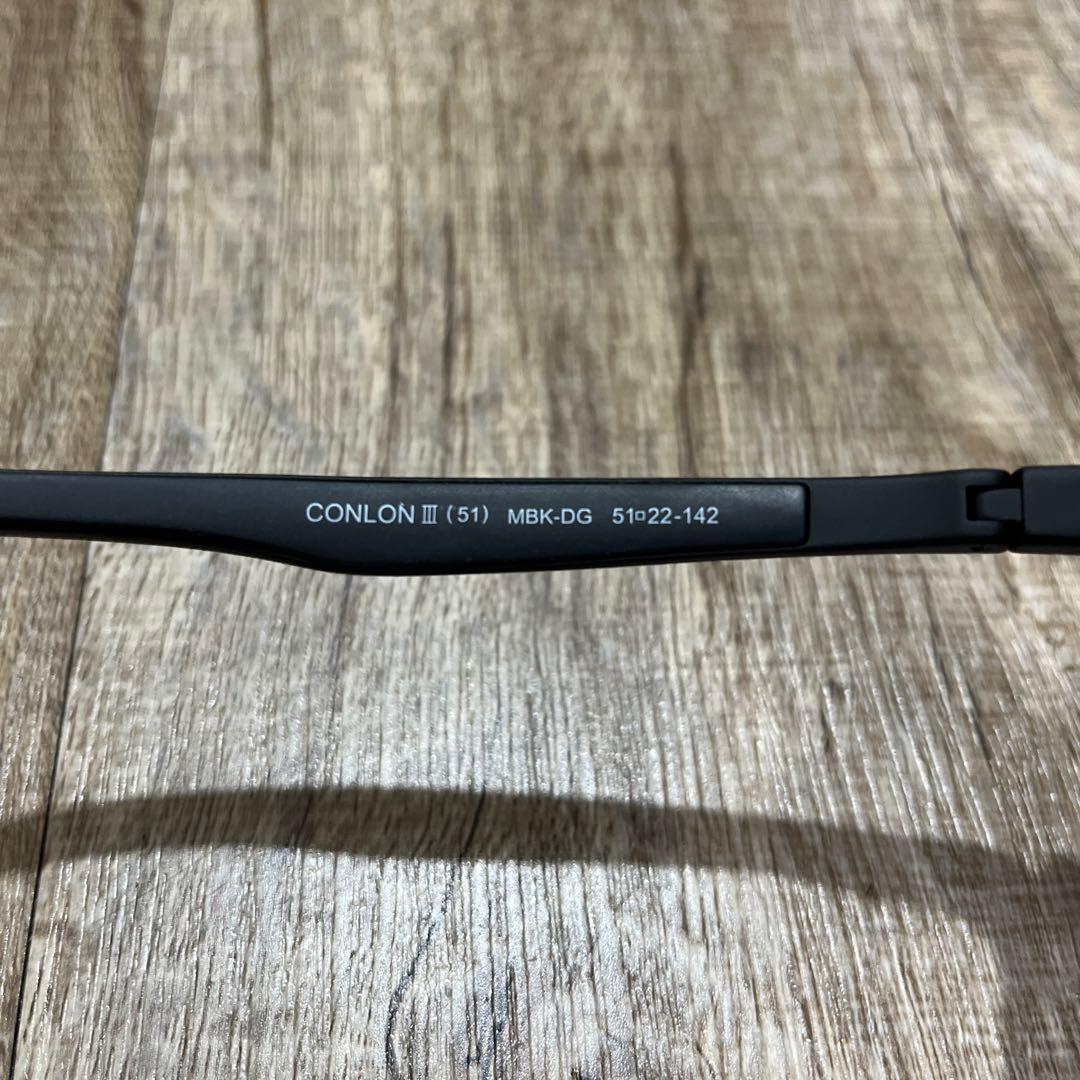 CONLON Ⅲ (51) MBK-DG 51□22-142